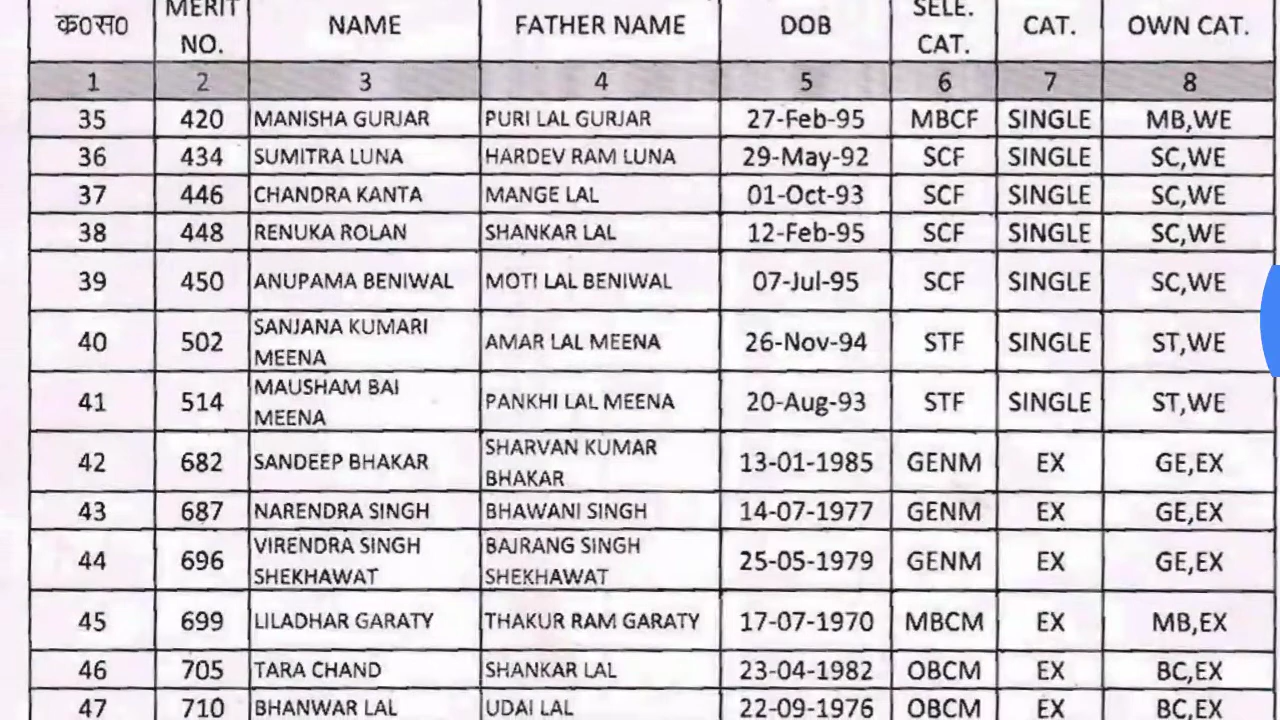 क०स० MERIT NO. NAME FATHER NAME DOB SELE. CAT. CAT. OWN CAT.
1 2 3 4 5 6 7 8
35 420 MANISHA GURJAR PURI LAL GURJAR 27-Feb-95 MBCF SINGLE MB,WE
36 434 SUMITRA LUNA HARDEV RAM LUNA 29-May-92 SCF SINGLE SC,WE
37 446 CHANDRA KANTA MANGE LAL 01-Oct-93 SCF SINGLE SC,WE
38 448 RENUKA ROLAN SHANKAR LAL 12-Feb-95 SCF SINGLE SC,WE
39 450 ANUPAMA BENIWAL MOTI LAL BENIWAL 07-Jul-95 SCF SINGLE SC,WE
40 502 SANJANA KUMARI MEENA AMAR LAL MEENA 26-Nov-94 STF SINGLE ST,WE
41 514 MAUSHAM BAI MEENA PANKHI LAL MEENA 20-Aug-93 STF SINGLE ST,WE
42 682 SANDEEP BHAKAR SHARVAN KUMAR BHAKAR 13-01-1985 GENM EX GE,EX
43 687 NARENDRA SINGH BHAWANI SINGH 14-07-1977 GENM EX GE,EX
44 696 VIRENDRA SINGH SHEKHAWAT BAJRANG SINGH SHEKHAWAT 25-05-1979 GENM EX GE,EX
45 699 LILADHAR GARATY THAKUR RAM GARATY 17-07-1970 MBCM EX MB,EX
46 705 TARA CHAND SHANKAR LAL 23-04-1982 OBCM EX BC,EX
47 710 BHANWAR LAL UDAI LAL 22-09-1976 OBCM EX BC,EX